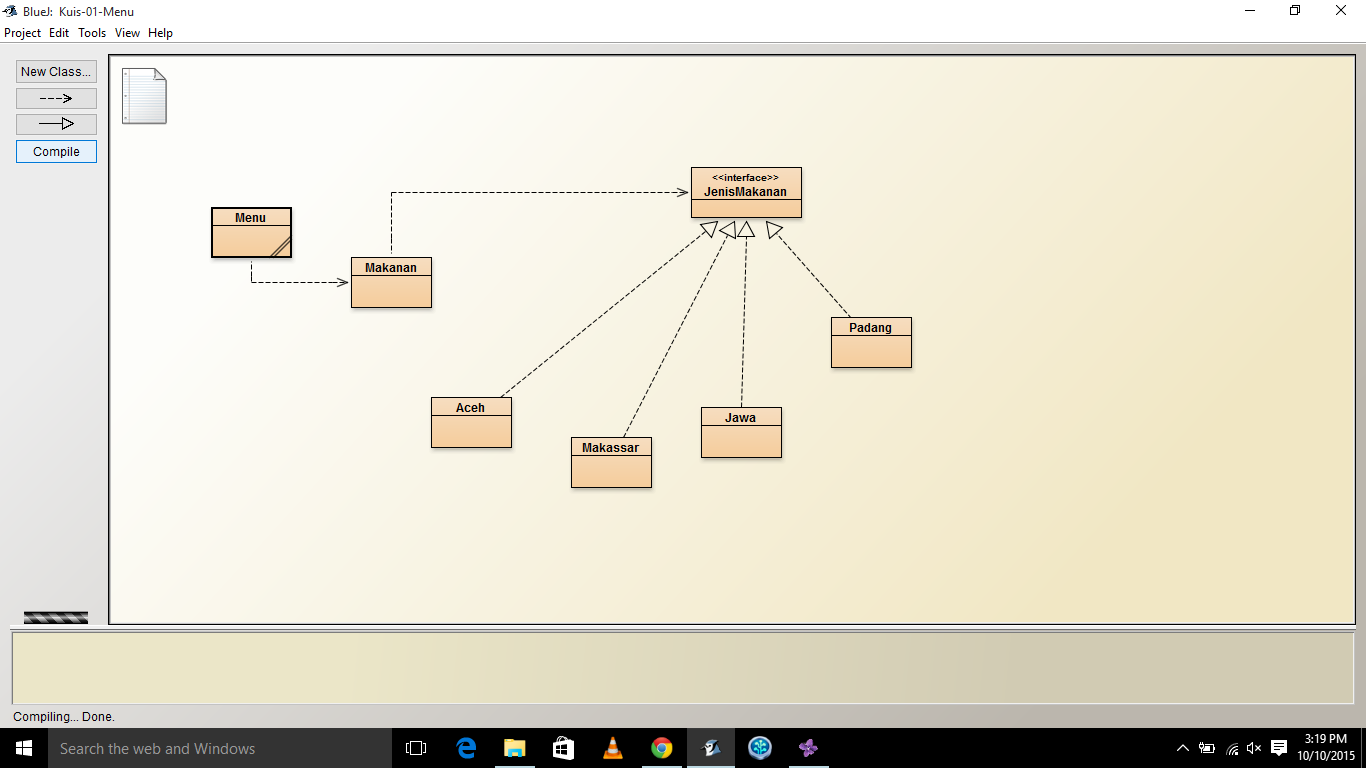 BlueJ: Kuis-01-Menu
Project Edit Tools View Help
New Class...
Compile
<<interface>>
JenisMakanan
Menu
Makanan
Padang
Aceh
Jawa
Makassar
Compiling... Done.
Search the web and Windows
3:19 PM
10/10/2015